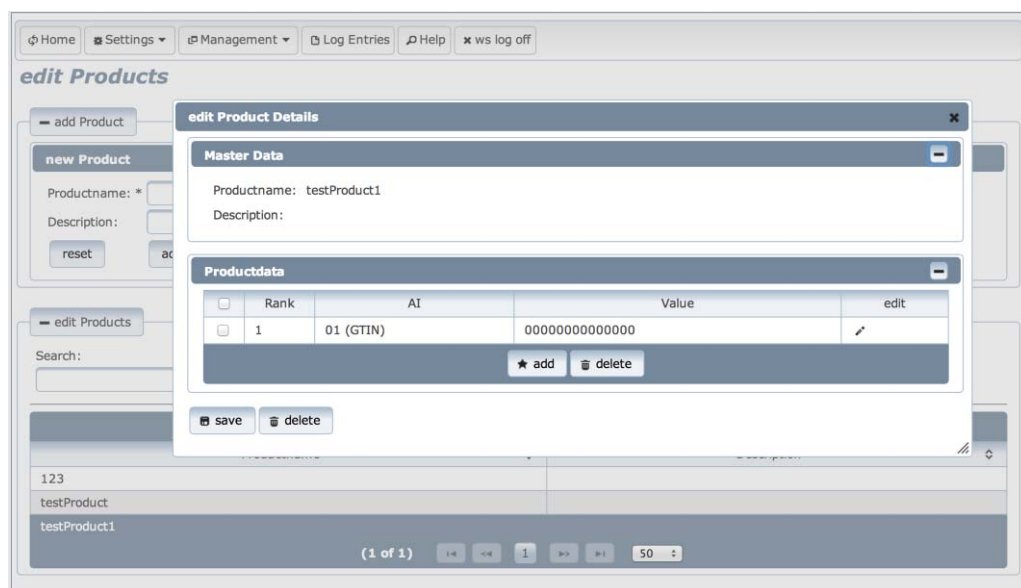 Home Settings Management Log Entries Help ws log off
edit Products
add Product
edit Product Details
new Product
Master Data
Productname: *
Productname: testProduct1
Description:
Description:
reset
Productdata
Rank AI Value edit
1 01 (GTIN) 00000000000000
add delete
edit Products
Search:
save delete
123
testProduct
testProduct1
(1 of 1) 1 50